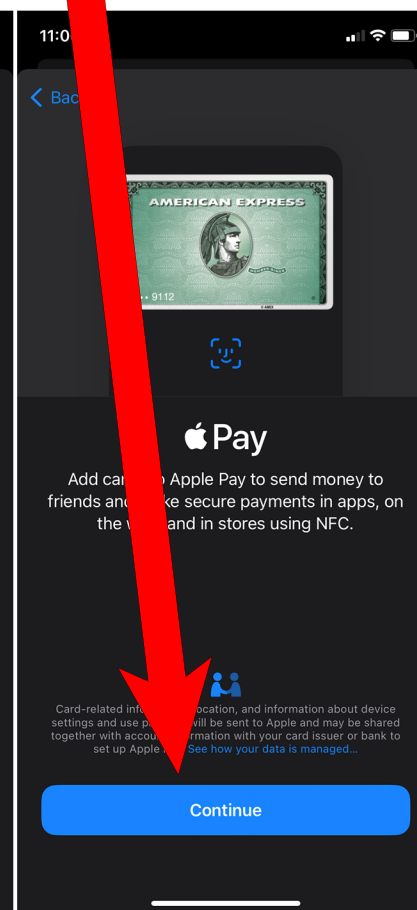 11:0
Bac
AMERICAN EXPRESS
9112
Pay
Add car Apple Pay to send money to
friends an ke secure payments in apps, on
the and in stores using NFC.
Card-related in ocation, and information about device
settings and use p will be sent to Apple and may be shared
together with accou rmation with your card issuer or bank to
set up Apple See how your data is managed...
Continue